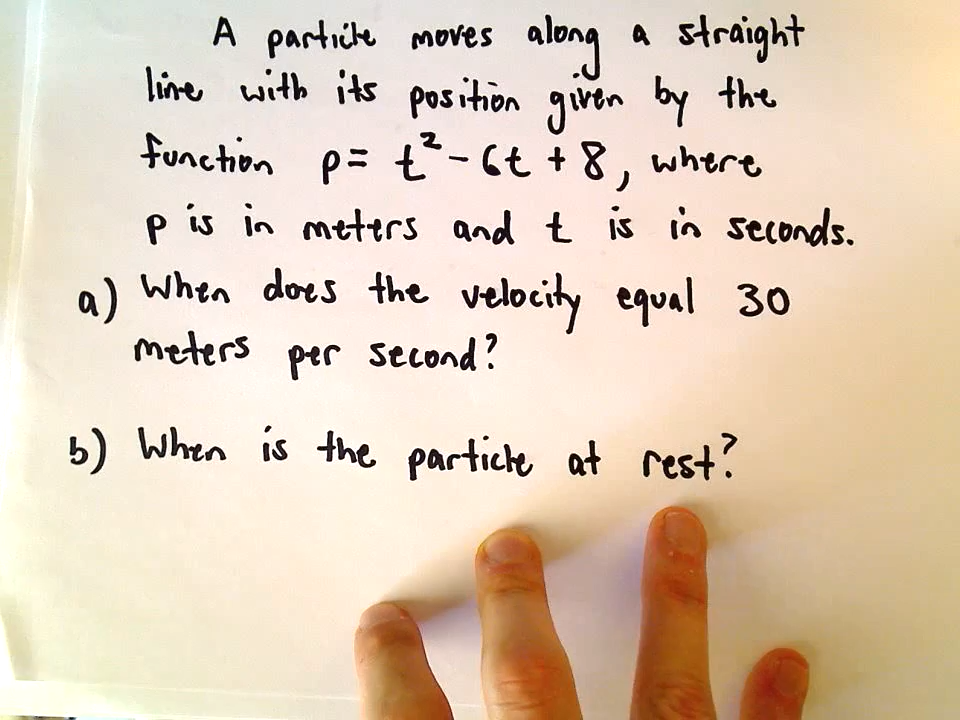 A particle moves along a straight
line with its position given by the
function p = t² - 6t + 8, where
p is in meters and t is in seconds.
a) When does the velocity equal 30
meters per second?
b) When is the particle at rest?